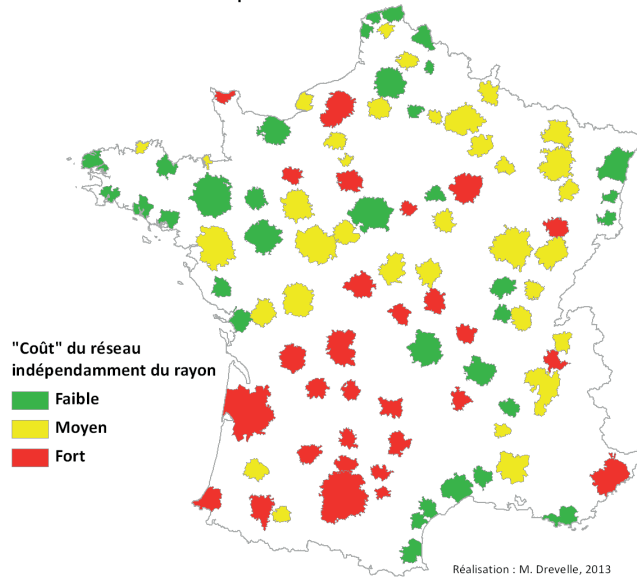 "Coût" du réseau
indépendamment du rayon
Faible
Moyen
Fort
Réalisation : M. Drevelle, 2013